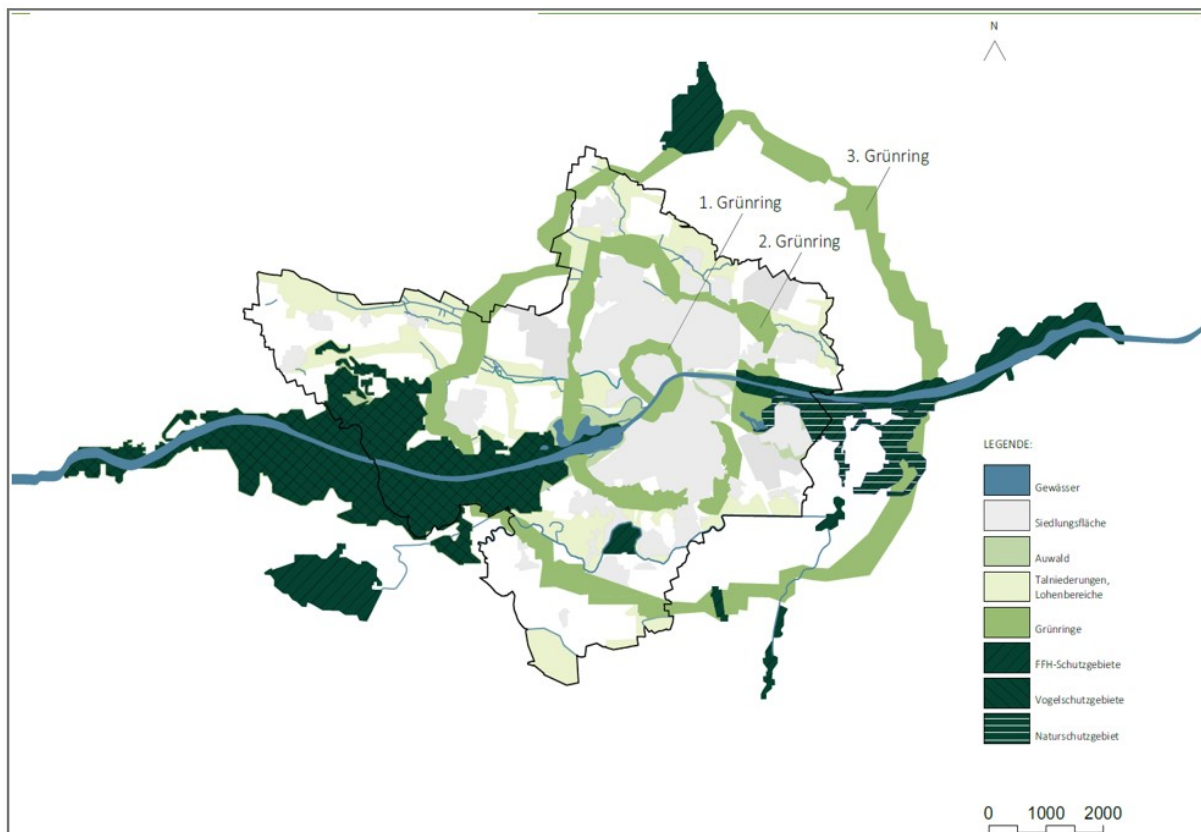 N
3. Grünring
1. Grünring
2. Grünring
LEGENDE:
Gewässer
Siedlungsfläche
Auwald
Talniederungen,
Lohenbereiche
Grünringe
FFH-Schutzgebiete
Vogelschutzgebiete
Naturschutzgebiet
0 1000 2000